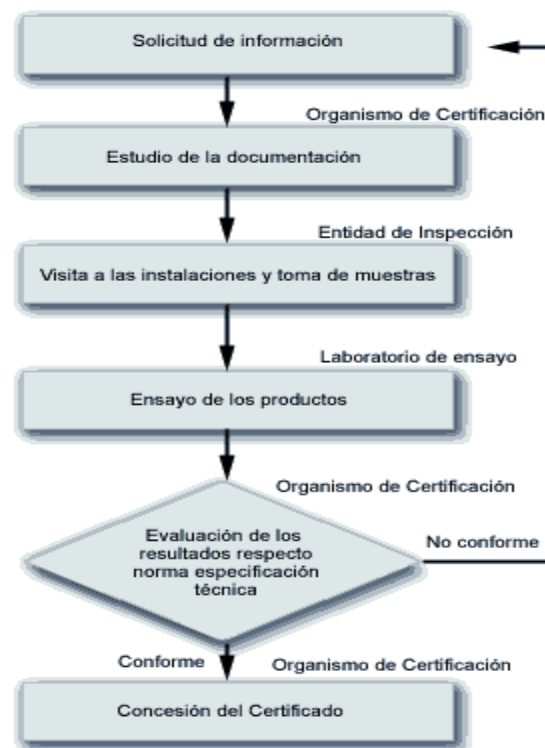 Solicitud de información
Organismo de Certificación
Estudio de la documentación
Entidad de Inspección
Visita a las instalaciones y toma de muestras
Laboratorio de ensayo
Ensayo de los productos
Organismo de Certificación
Evaluación de los
resultados respecto
norma especificación
técnica
No conforme
Conforme
Organismo de Certificación
Concesión del Certificado